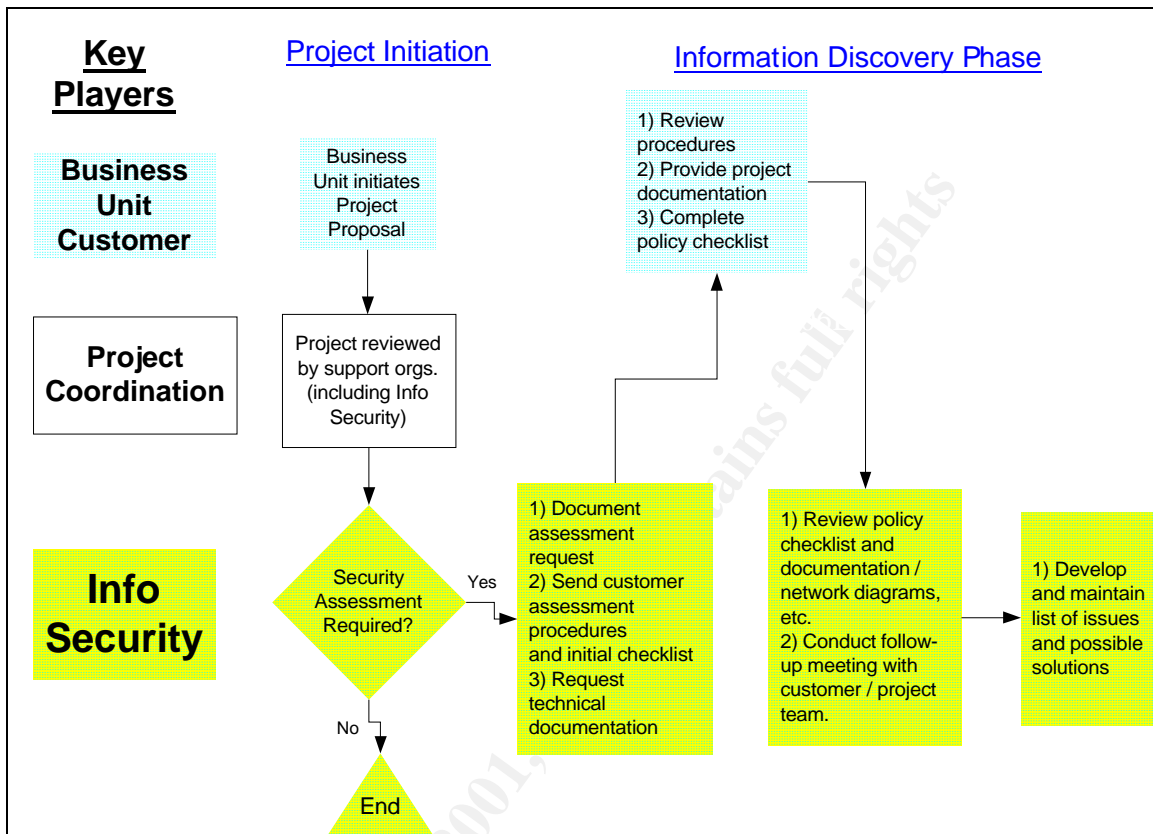 Key
Players
Project Initiation
Information Discovery Phase
Business
Unit
Customer
Business
Unit initiates
Project
Proposal
1) Review
procedures
2) Provide project
documentation
3) Complete
policy checklist
Project
Coordination
Project reviewed
by support orgs.
(including Info
Security)
Info
Security
Security
Assessment
Required?
Yes
No
End
1) Document
assessment
request
2) Send customer
assessment
procedures
and initial checklist
3) Request
technical
documentation
1) Review policy
checklist and
documentation /
network diagrams,
etc.
2) Conduct follow-
up meeting with
customer / project
team.
1) Develop
and maintain
list of issues
and possible
solutions
rights